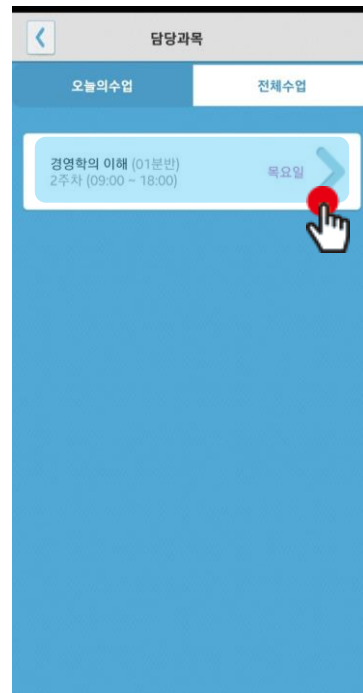 담당과목
오늘의수업 전체수업
경영학의 이해 (01분반)
2주차 (09:00 ~ 18:00) 목요일